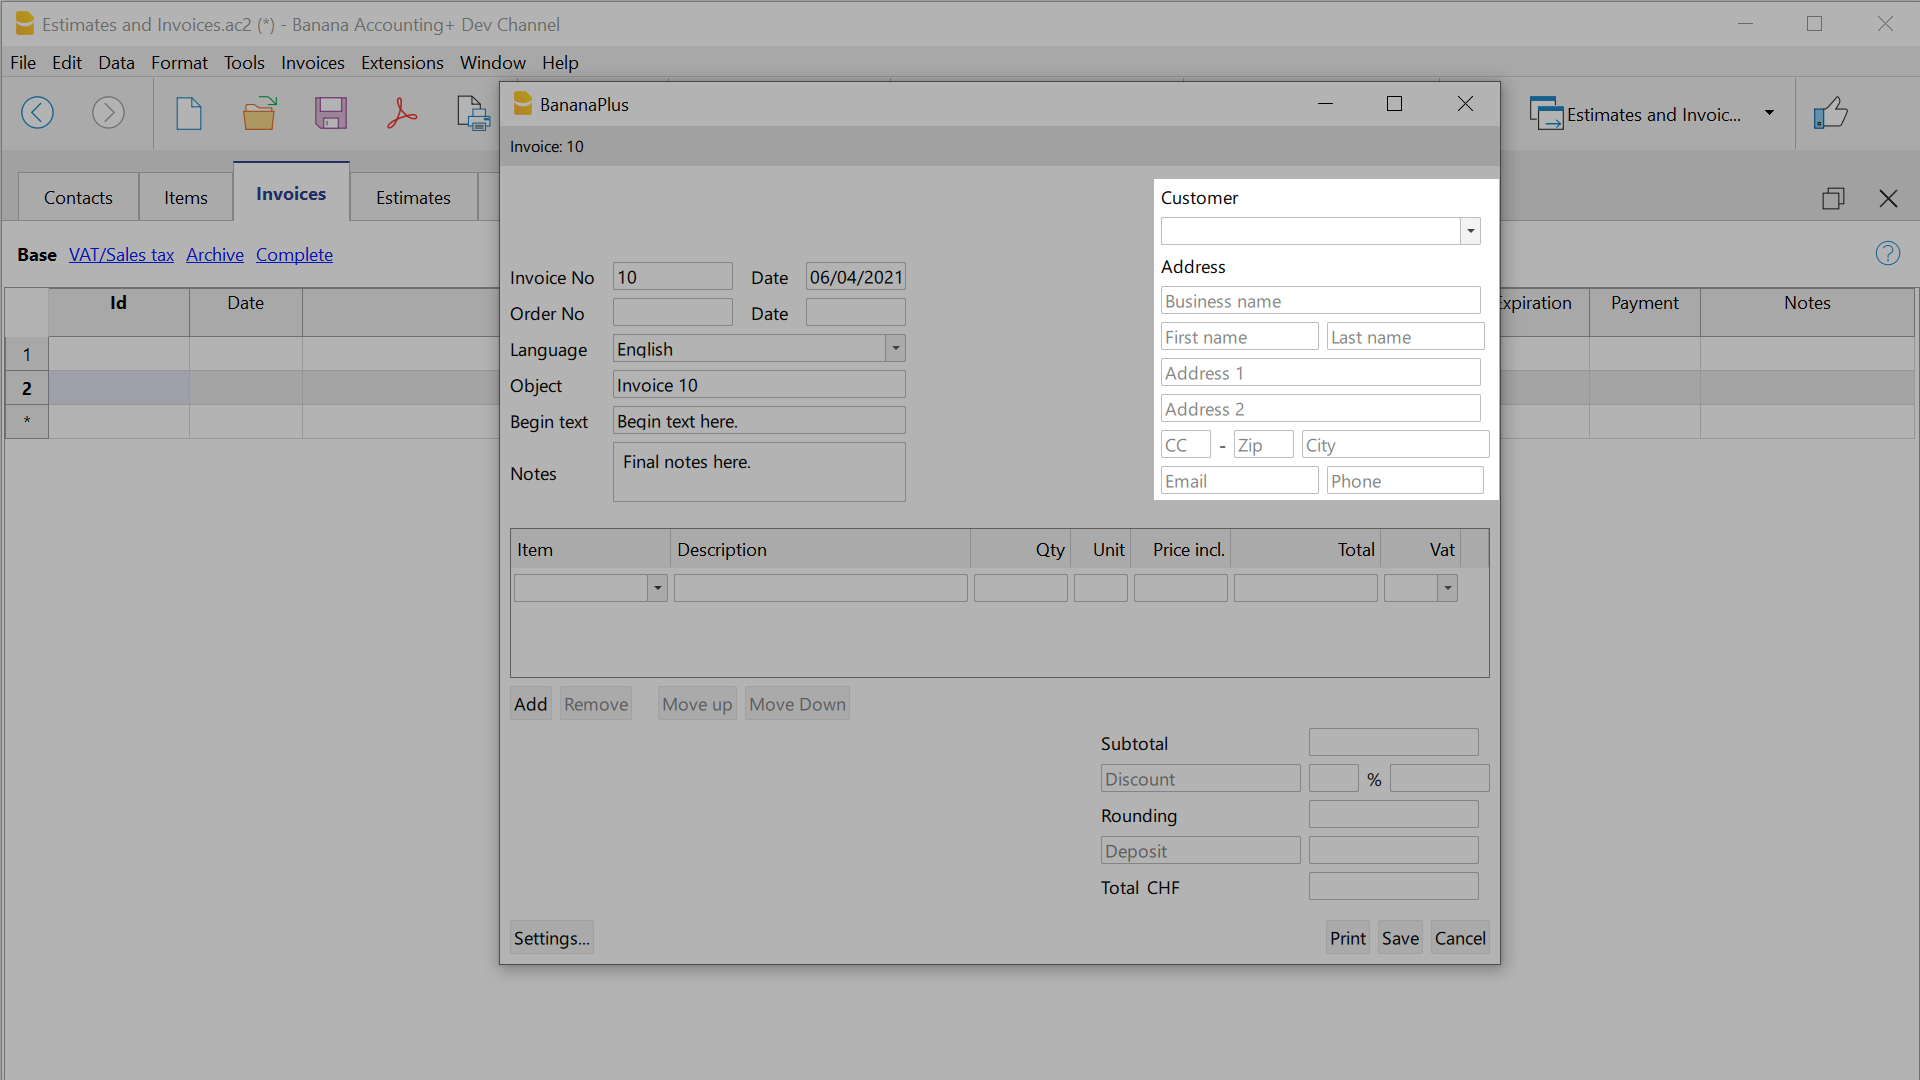 Estimates and Invoices.ac2 (*) - Banana Accounting+ Dev Channel
File Edit Data Format Tools Invoices Extensions Window Help
Estimates and Invoic...
Contacts Items Invoices Estimates
Base VAT/Sales tax Archive Complete
Id Date Expiration Payment Notes
1
2
*
BananaPlus
Invoice: 10
Customer
Address
Business name
First name Last name
Address 1
Address 2
CC - Zip City
Email Phone
Invoice No 10 Date 06/04/2021
Order No Date
Language English
Object Invoice 10
Begin text Begin text here.
Notes Final notes here.
Item Description Qty Unit Price incl. Total Vat
Add Remove Move up Move Down
Subtotal
Discount %
Rounding
Deposit
Total CHF
Settings... Print Save Cancel